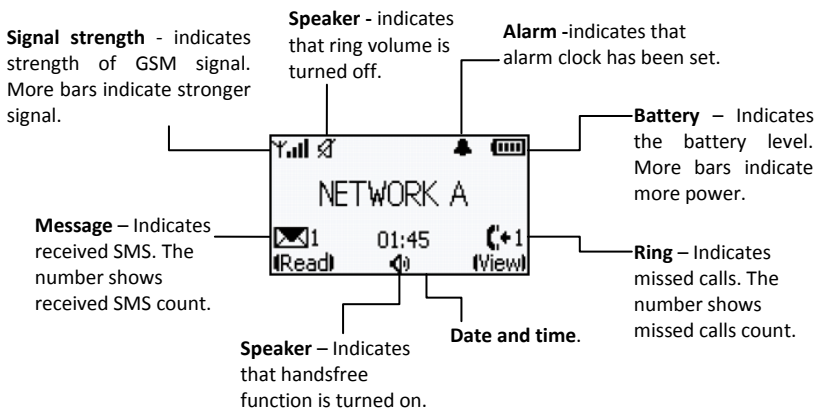 Signal strength - indicates
strength of GSM signal.
More bars indicate stronger
signal.
Speaker - indicates
that ring volume is
turned off.
Alarm -indicates that
alarm clock has been set.
Battery – Indicates
the battery level.
More bars indicate
more power.
NETWORK A
1 01:45 1
(Read) (View)
Message – Indicates
received SMS. The
number shows
received SMS count.
Ring – Indicates
missed calls. The
number shows
missed calls count.
Speaker – Indicates
that handsfree
function is turned on.
Date and time.